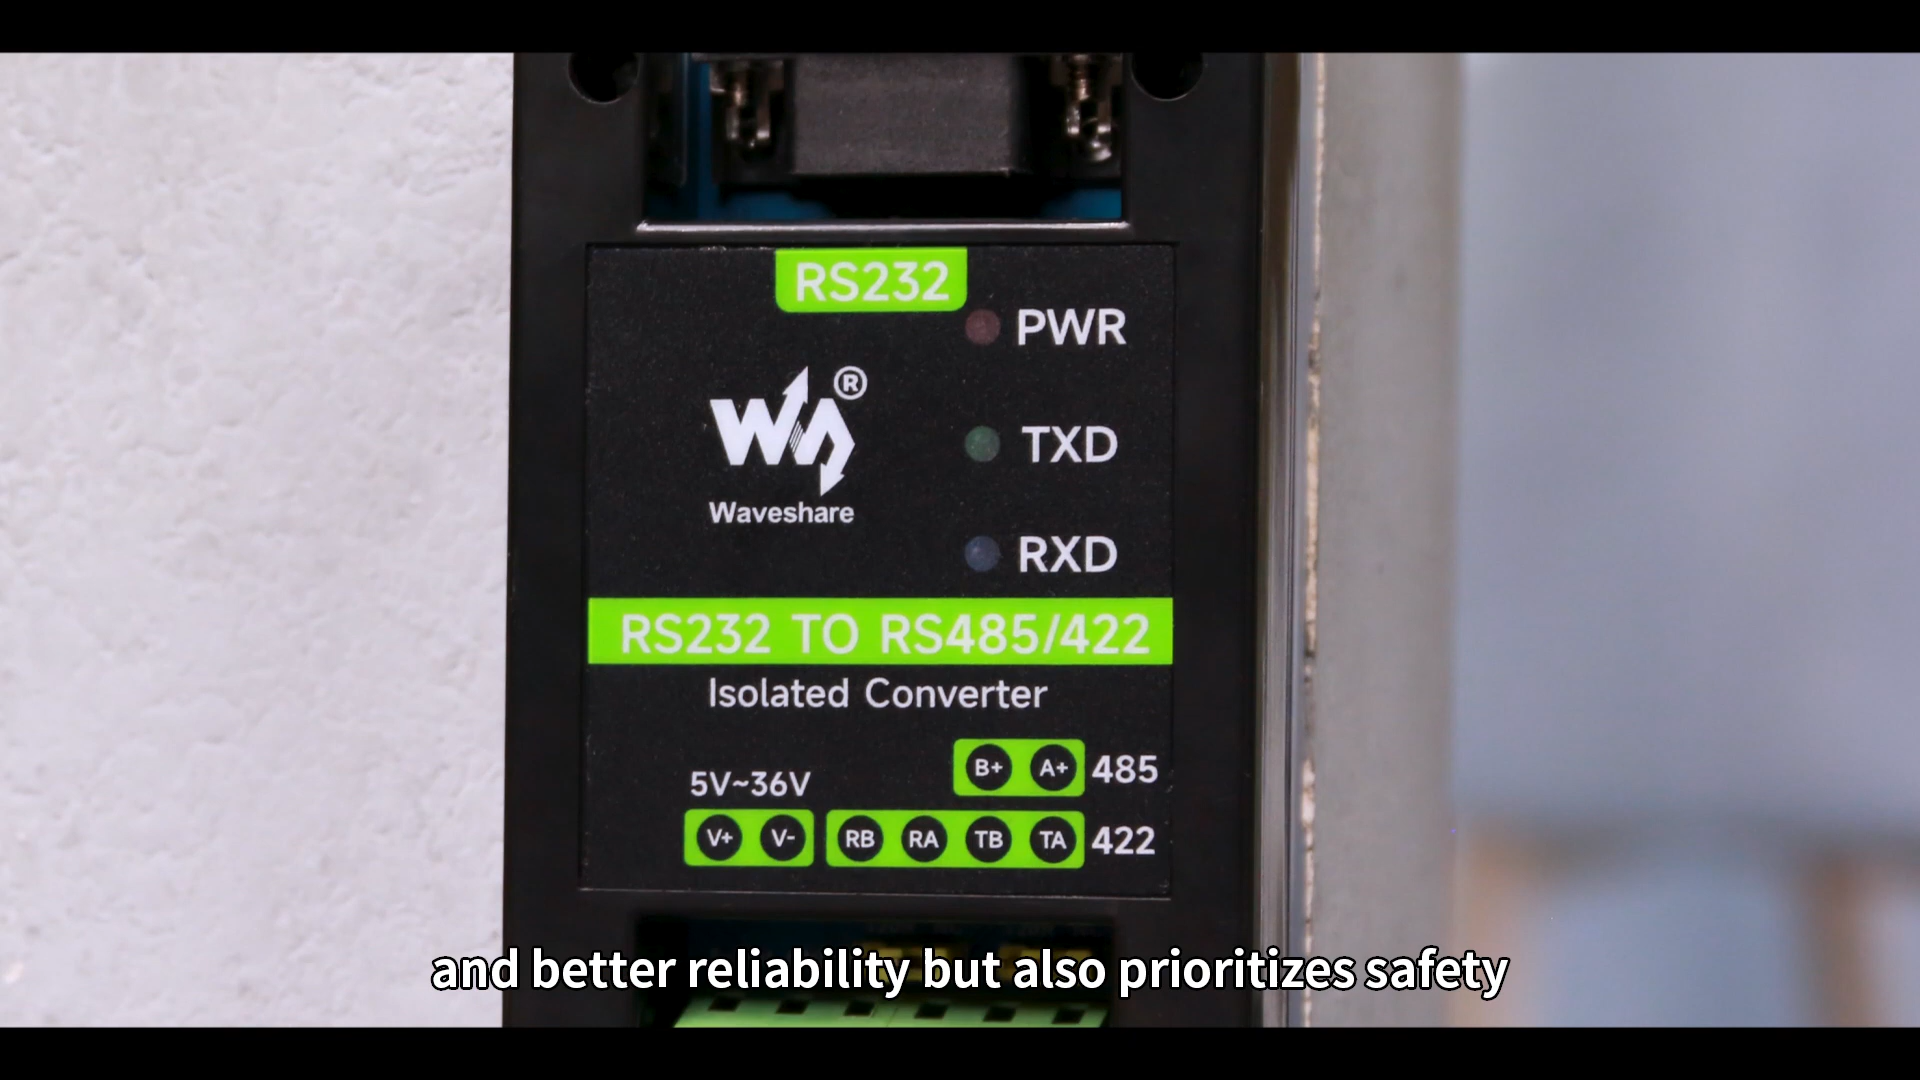 RS232
PWR
®
TXD
Waveshare
RXD
RS232 TO RS485/422
Isolated Converter
B+ A+ 485
5V~36V
V+ V- RB RA TB TA 422
and better reliability but also prioritizes safety